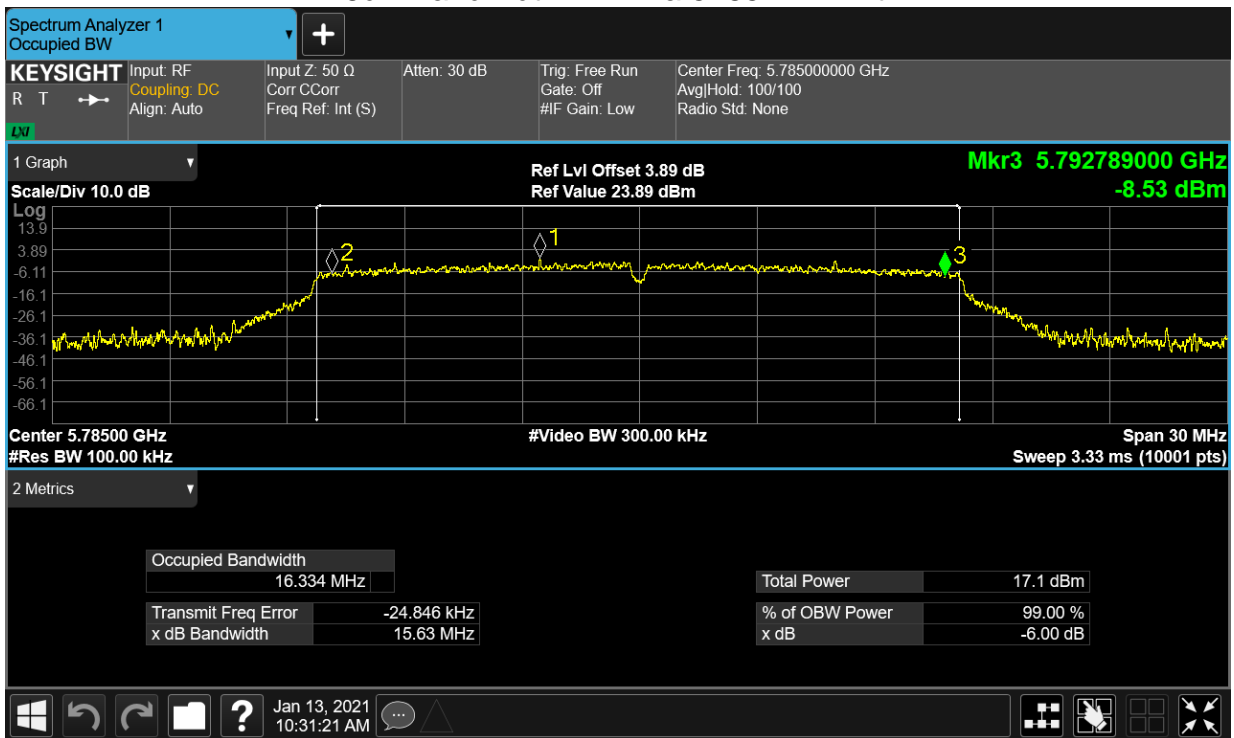 Spectrum Analyzer 1
Occupied BW
KEYSIGHT
R T
LXI
Input: RF
Coupling: DC
Align: Auto
Input Z: 50 Ω
Corr CCorr
Freq Ref: Int (S)
Atten: 30 dB
Trig: Free Run
Gate: Off
#IF Gain: Low
Center Freq: 5.785000000 GHz
Avg|Hold: 100/100
Radio Std: None
1 Graph
Scale/Div 10.0 dB
Ref Lvl Offset 3.89 dB
Ref Value 23.89 dBm
Mkr3 5.792789000 GHz
-8.53 dBm
Log
13.9
3.89
-6.11
-16.1
-26.1
-36.1
-46.1
-56.1
-66.1
2
1
3
Center 5.78500 GHz
#Video BW 300.00 kHz
Span 30 MHz
#Res BW 100.00 kHz
Sweep 3.33 ms (10001 pts)
2 Metrics
Occupied Bandwidth
16.334 MHz
Transmit Freq Error -24.846 kHz
x dB Bandwidth 15.63 MHz
Total Power 17.1 dBm
% of OBW Power 99.00 %
x dB -6.00 dB
?
Jan 13, 2021
10:31:21 AM